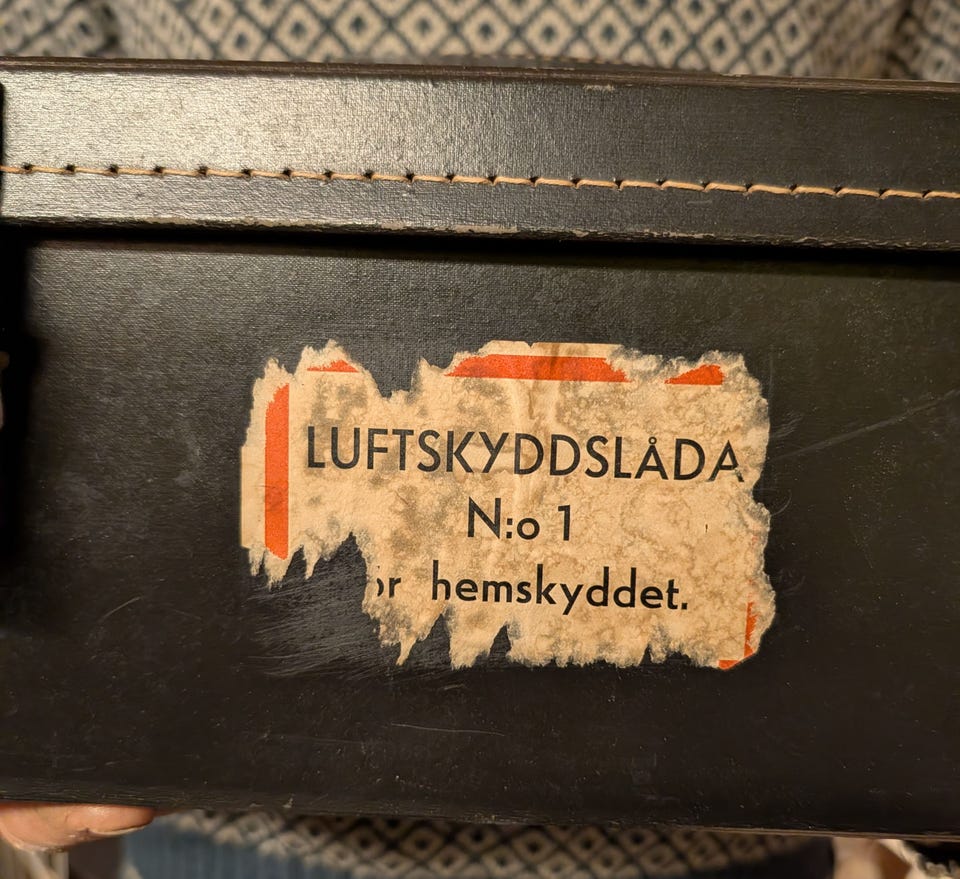 LUFTSKYDDSLÅDA
N:o 1
hemskyddet.